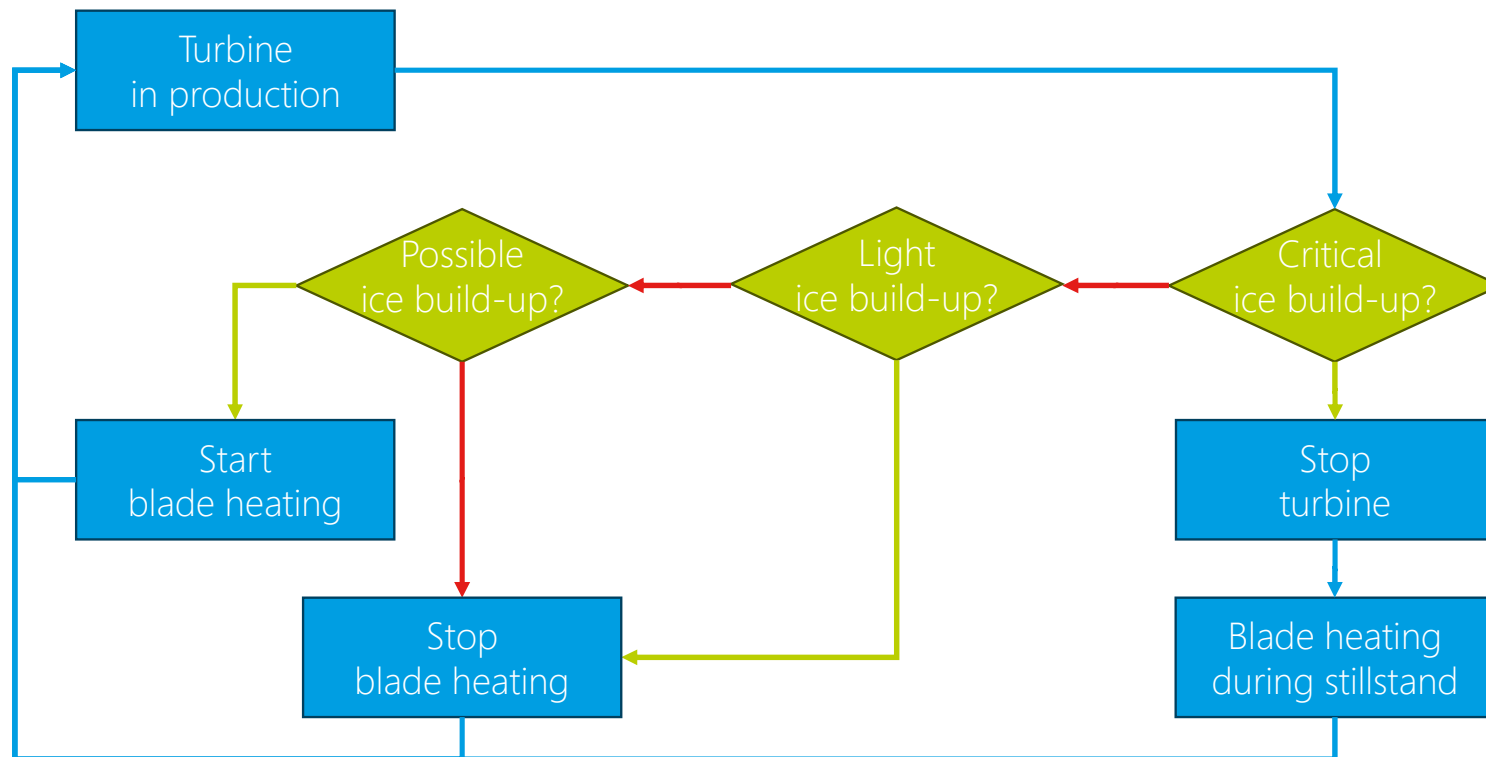 Turbine
in production
Possible
ice build-up?
Light
ice build-up?
Critical
ice build-up?
Start
blade heating
Stop
turbine
Stop
blade heating
Blade heating
during stillstand